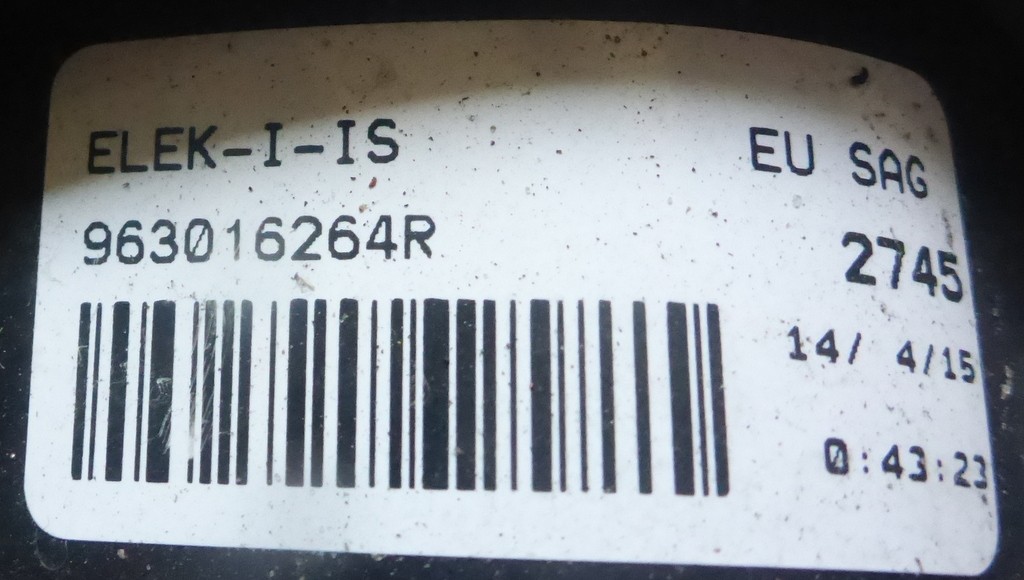 ELEK-I-IS
EU SAG
963016264R
2745
14/ 4/15
0:43:23